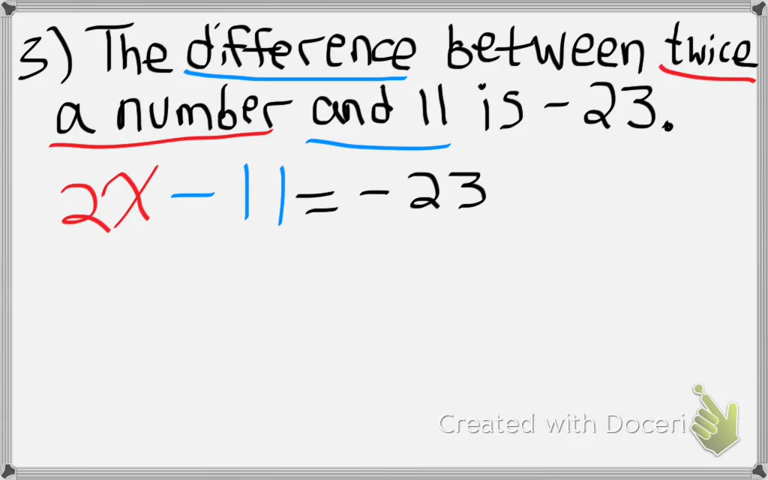 3) The difference between twice
a number and 11 is -23.
2x - 11 = -23
Created with Doceri